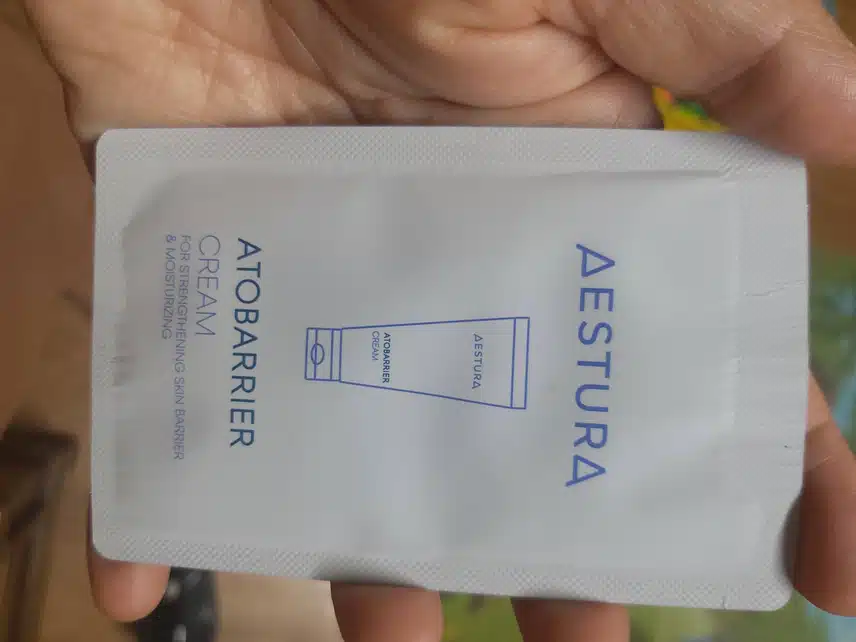 AESTURA
AESTURA
ATOBARRIER
CREAM
ATOBARRIER
CREAM
FOR STRENGTHENING SKIN BARRIER
& MOISTURIZING